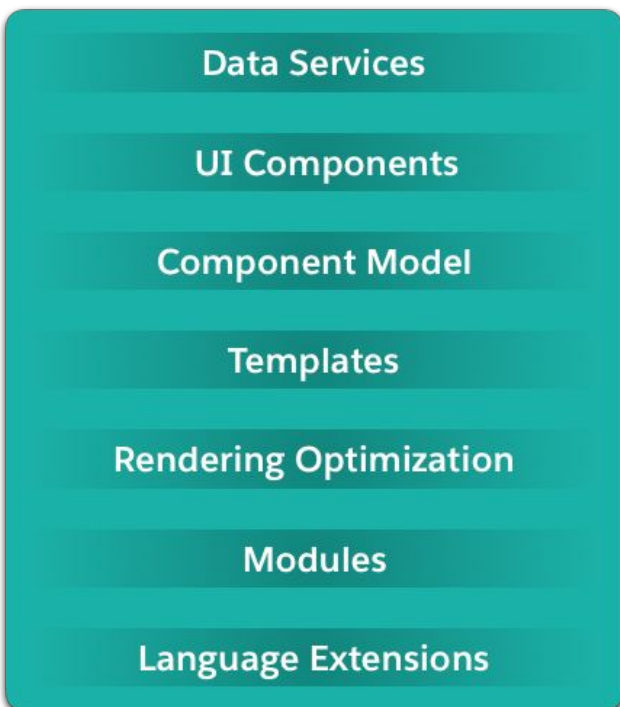 Data Services
UI Components
Component Model
Templates
Rendering Optimization
Modules
Language Extensions